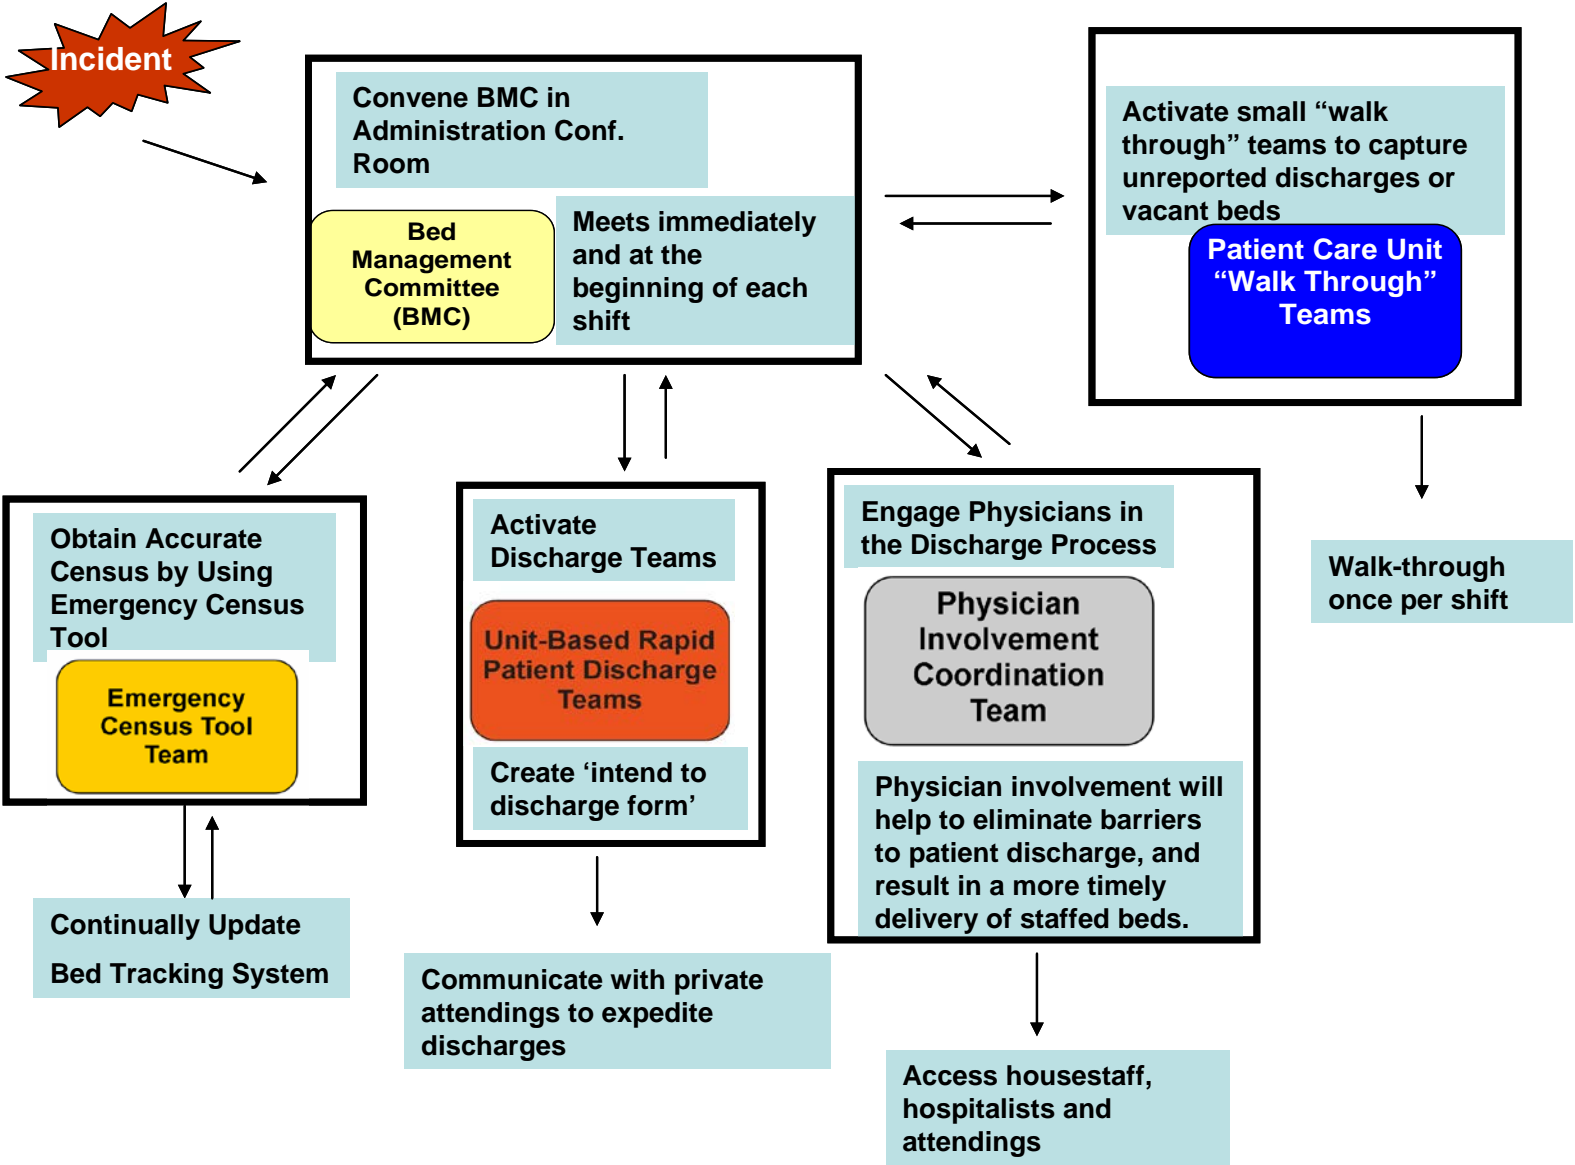 Incident
Convene BMC in
Administration Conf.
Room
Bed
Management
Committee
(BMC)
Meets immediately
and at the
beginning of each
shift
Activate small “walk
through” teams to capture
unreported discharges or
vacant beds
Patient Care Unit
“Walk Through”
Teams
Walk-through
once per shift
Obtain Accurate
Census by Using
Emergency Census
Tool
Emergency
Census Tool
Team
Continually Update
Bed Tracking System
Activate
Discharge Teams
Unit-Based Rapid
Patient Discharge
Teams
Create ‘intend to
discharge form’
Communicate with private
attendings to expedite
discharges
Engage Physicians in
the Discharge Process
Physician
Involvement
Coordination
Team
Physician involvement will
help to eliminate barriers
to patient discharge, and
result in a more timely
delivery of staffed beds.
Access housestaff,
hospitalists and
attendings